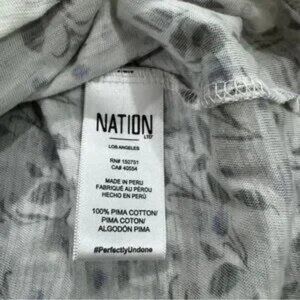 NATION
LTD
LOS ANGELES
RN# 150751
CA# 40554
MADE IN PERU
FABRIQUÉ AU PÉROU
HECHO EN PERÚ
100% PIMA COTTON/
PIMA COTON/
ALGODÓN PIMA
#PerfectlyUndone